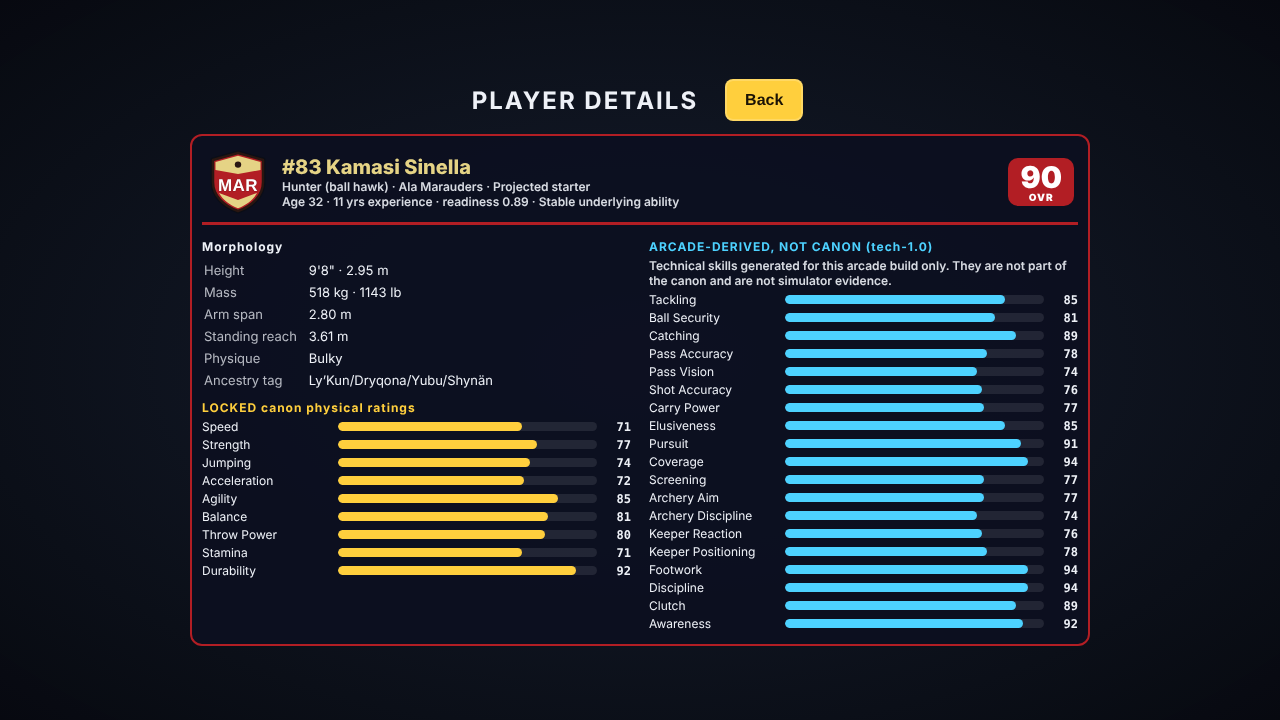 PLAYER DETAILS
Back
MAR
#83 Kamasi Sinella
Hunter (ball hawk) · Ala Marauders · Projected starter
Age 32 · 11 yrs experience · readiness 0.89 · Stable underlying ability
90
OVR
Morphology
Height 9'8" · 2.95 m
Mass 518 kg · 1143 lb
Arm span 2.80 m
Standing reach 3.61 m
Physique Bulky
Ancestry tag Ly’Kun/Dryqona/Yubu/Shynän
LOCKED canon physical ratings
Speed 71
Strength 77
Jumping 74
Acceleration 72
Agility 85
Balance 81
Throw Power 80
Stamina 71
Durability 92
ARCADE-DERIVED, NOT CANON (tech-1.0)
Technical skills generated for this arcade build only. They are not part of
the canon and are not simulator evidence.
Tackling 85
Ball Security 81
Catching 89
Pass Accuracy 78
Pass Vision 74
Shot Accuracy 76
Carry Power 77
Elusiveness 85
Pursuit 91
Coverage 94
Screening 77
Archery Aim 77
Archery Discipline 74
Keeper Reaction 76
Keeper Positioning 78
Footwork 94
Discipline 94
Clutch 89
Awareness 92